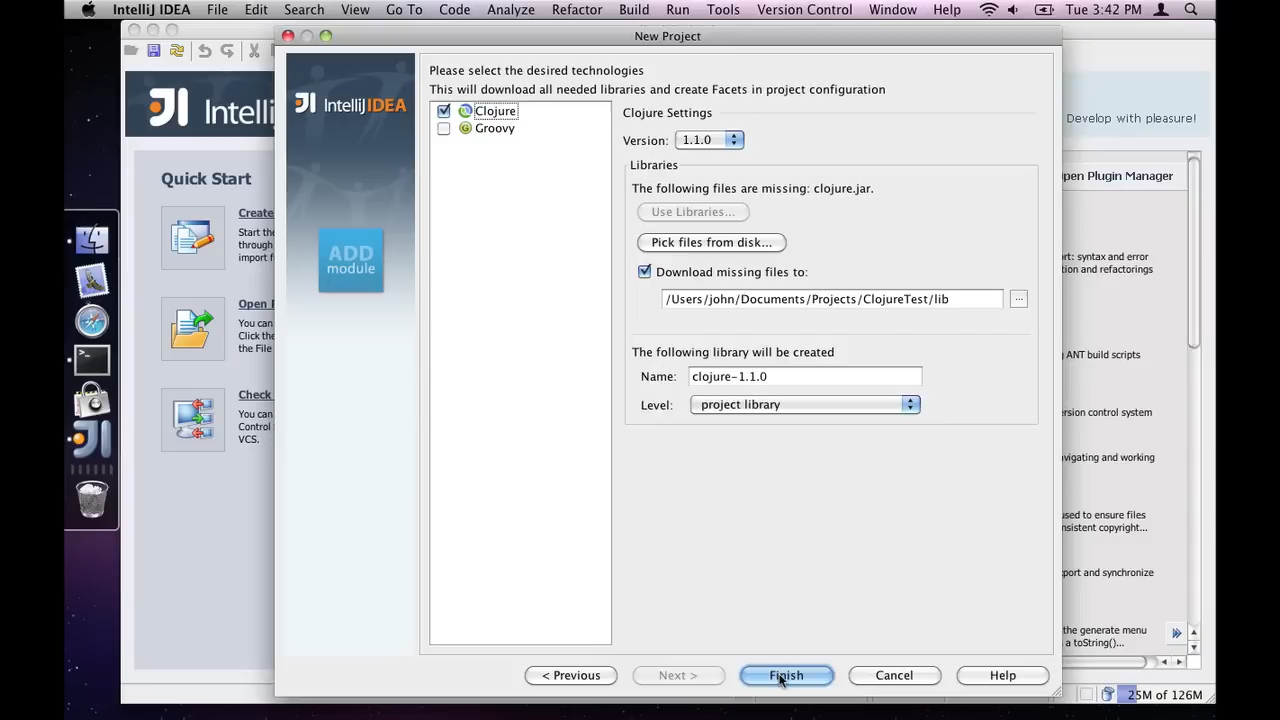 IntelliJ IDEA File Edit Search View Go To Code Analyze Refactor Build Run Tools Version Control Window Help Tue 3:42 PM
New Project
IntelliJ
Develop with pleasure!
IntelliJ IDEA
Please select the desired technologies
This will download all needed libraries and create Facets in project configuration
Clojure
Groovy
Clojure Settings
Version: 1.1.0
Libraries
The following files are missing: clojure.jar.
Use Libraries...
Pick files from disk...
Download missing files to:
/Users/john/Documents/Projects/ClojureTest/lib
...
The following library will be created
Name: clojure-1.1.0
Level: project library
ADD
module
Quick Start
Create
Start the
through
import f
Open
You can
Click the
the File
Check
You can
Control
VCS.
pen Plugin Manager
rt: syntax and error
tion and refactorings
g ANT build scripts
ersion control system
avigating and working
used to ensure files
nsistent copyright...
xport and synchronize
the generate menu
a toString()...
< Previous Next > Finish Cancel Help
25M of 126M